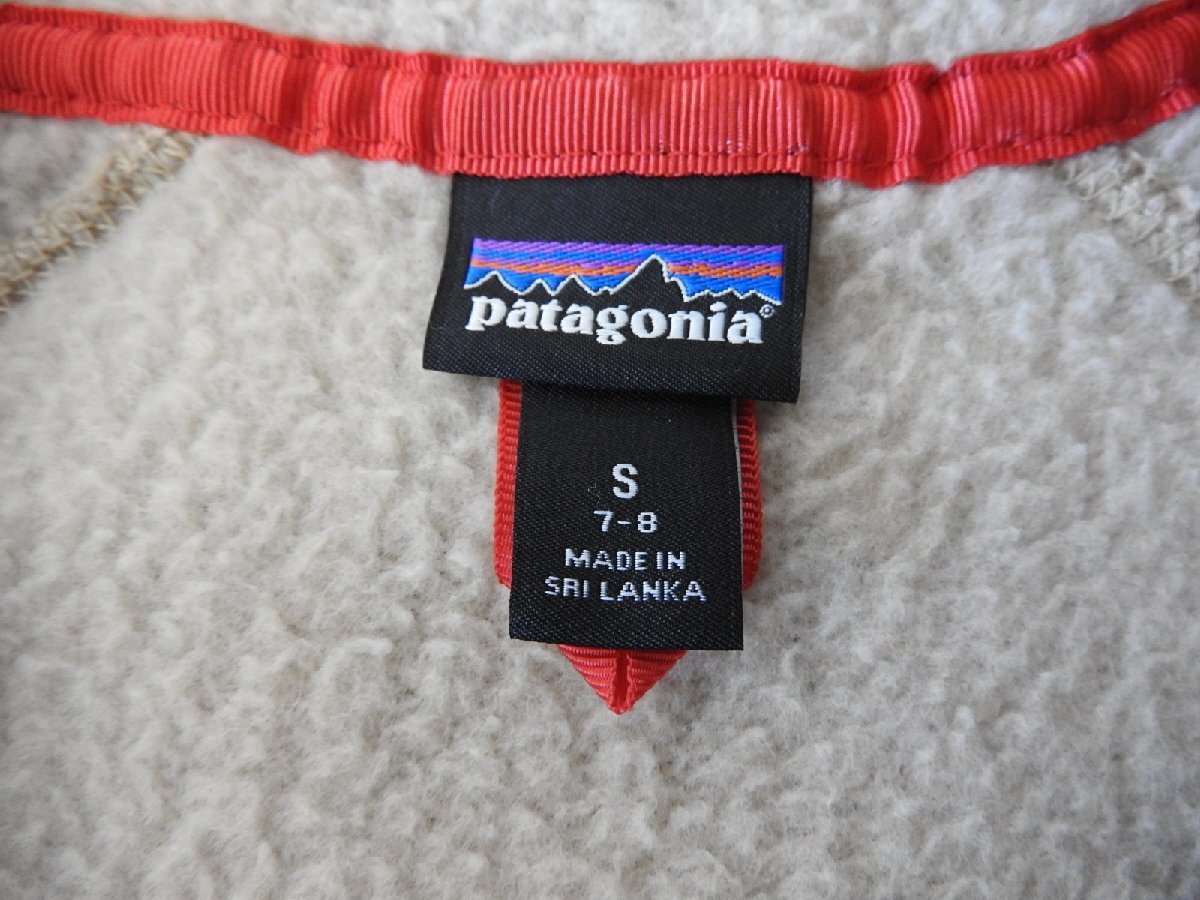 patagonia®
S
7-8
MADE IN
SRI LANKA